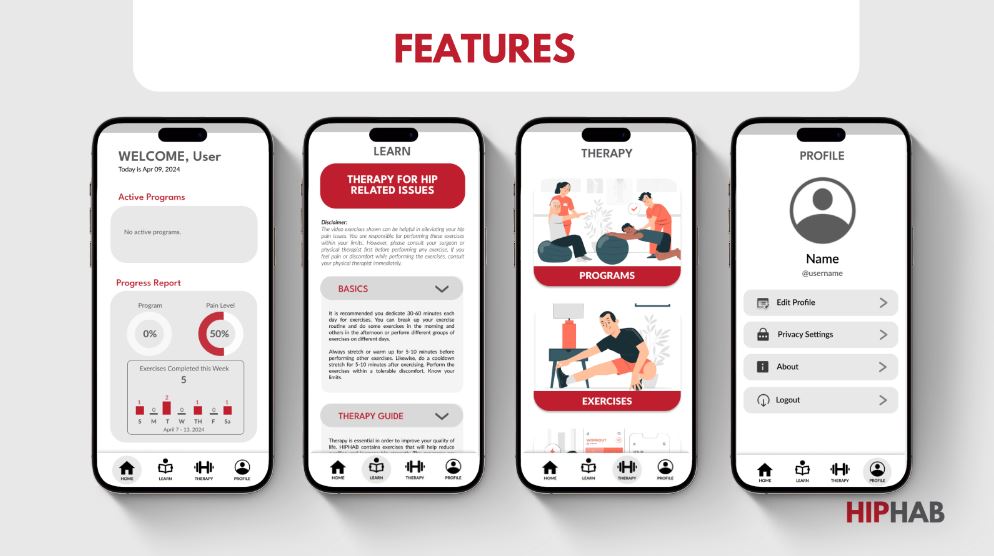 FEATURES
WELCOME, User
Today is Apr 09, 2024
Active Programs
No active programs.
Progress Report
Program
Pain Level
0%
50%
Exercises Completed this Week
5
1 0 2 0 1 0 1
S M T W TH F Sa
April 7 - 13, 2024
HOME
LEARN
THERAPY
PROFILE
LEARN
THERAPY FOR HIP
RELATED ISSUES
Disclaimer:
The video exercises shown can be helpful in alleviating your hip
pain issues. You are responsible for performing these exercises
within your limits. However, please consult your surgeon or
physical therapist first before performing any exercise. If you
feel pain or discomfort while performing the exercises, consult
your physical therapist immediately.
BASICS
It is recommended you dedicate 30-60 minutes each
day for exercises. You can break up your exercise
routine and do some exercises in the morning and
others in the afternoon or perform different groups of
exercises on different days.
Always stretch or warm up for 5-10 minutes before
performing other exercises. Likewise, do a cooldown
stretch for 5-10 minutes after exercises. Perform the
exercises within a tolerable discomfort. Know your
limits.
THERAPY GUIDE
Therapy is essential in order to improve your quality of
life. HIPHAB contains exercises that will help reduce
HOME
LEARN
THERAPY
PROFILE
THERAPY
PROGRAMS
EXERCISES
WORKOUT
HOME
LEARN
THERAPY
PROFILE
PROFILE
Name
@username
Edit Profile
Privacy Settings
About
Logout
HOME
LEARN
THERAPY
PROFILE
HIPHAB